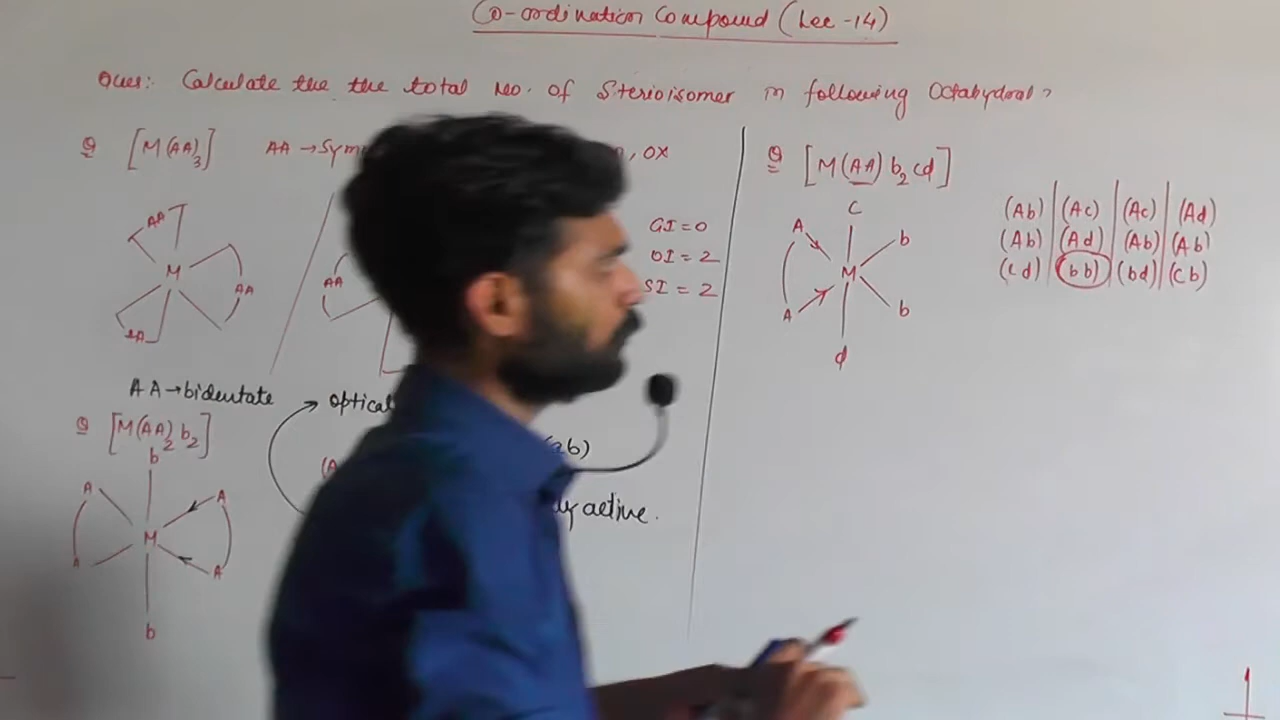 Co-ordination Compound (Lec-14)
Ques:. Calculate the the total No. of Sterioisomer in following Octahydral ?
Q [M(AA)3]
AA → Sym
, OX
AA
M
AA
AA
AA
GI = 0
OI = 2
SI = 2
AA → bidentate
optical
Q [M(AA)2 b2]
b
A
A
M
A
A
b
active.
Q [M(AA) b2 cd]
c
A
b
M
A
b
d
(Ab) (Ac) (Ac) (Ad)
(Ab) (Ad) (Ab) (Ab)
(cd) (bb) (bd) (cb)